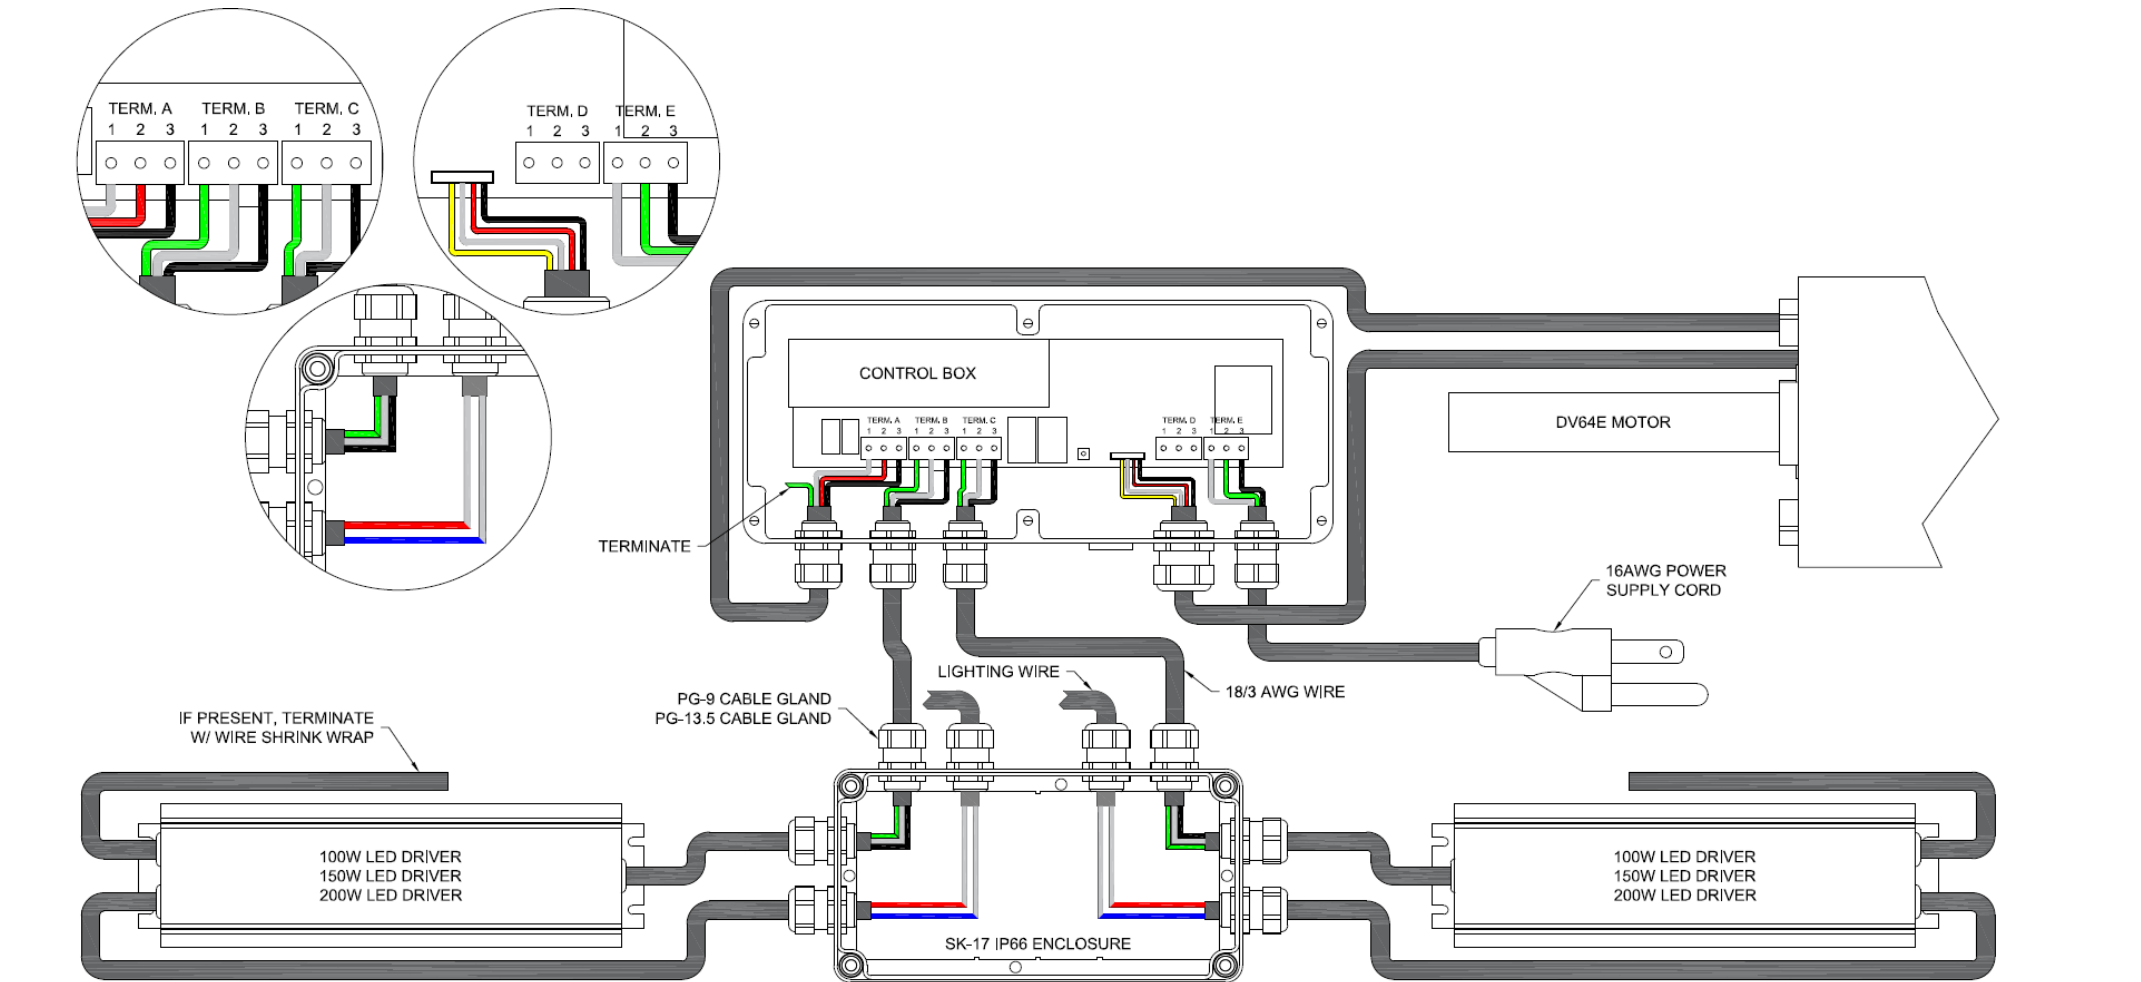 TERM. A TERM. B TERM. C
1 2 3 1 2 3 1 2 3
TERM. D TERM. E
1 2 3 1 2 3
CONTROL BOX
TERM. A TERM. B TERM. C
1 2 3 1 2 3 1 2 3
TERM. D TERM. E
1 2 3 1 2 3
DV64E MOTOR
TERMINATE
16AWG POWER
SUPPLY CORD
LIGHTING WIRE
18/3 AWG WIRE
PG-9 CABLE GLAND
PG-13.5 CABLE GLAND
IF PRESENT, TERMINATE
W/ WIRE SHRINK WRAP
100W LED DRIVER
150W LED DRIVER
200W LED DRIVER
SK-17 IP66 ENCLOSURE
100W LED DRIVER
150W LED DRIVER
200W LED DRIVER